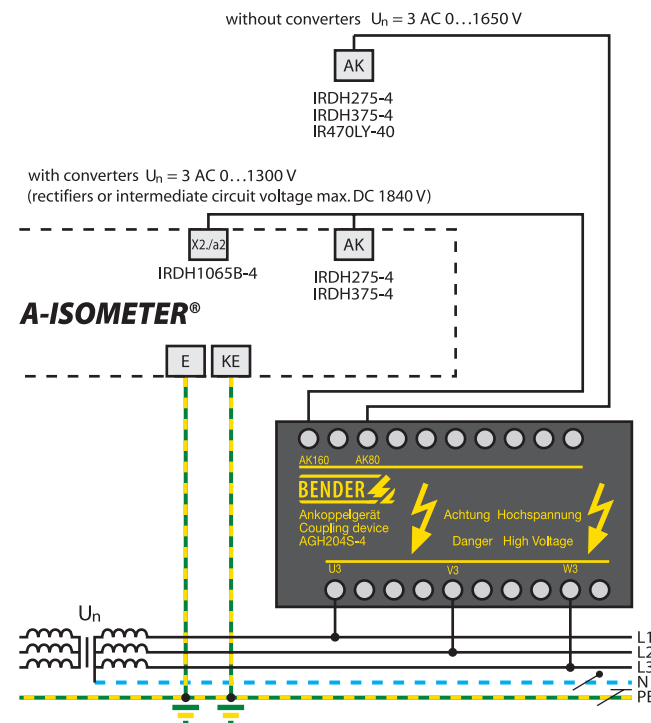 without converters Un = 3 AC 0...1650 V
AK
IRDH275-4
IRDH375-4
IR470LY-40
with converters Un = 3 AC 0...1300 V
(rectifiers or intermediate circuit voltage max. DC 1840 V)
X2./a2
AK
IRDH1065B-4
IRDH275-4
IRDH375-4
A-ISOMETER®
E
KE
AK160
AK80
BENDER
Ankoppelgerät
Coupling device
AGH204S-4
Achtung Hochspannung
Danger High Voltage
U3
V3
W3
Un
L1
L2
L3
N
PE